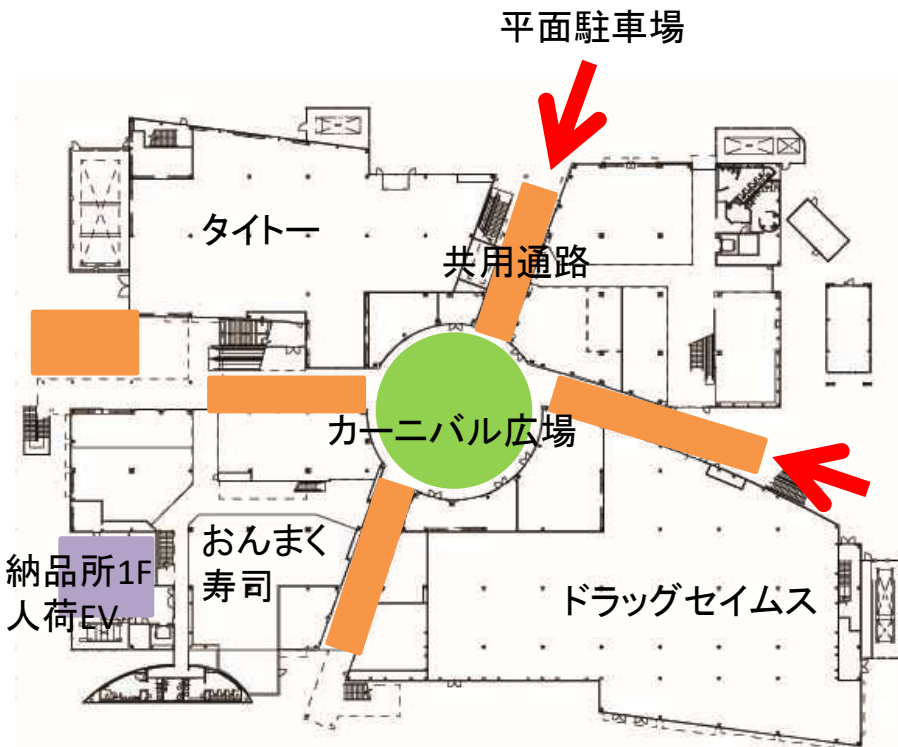 平面駐車場
タイトー
共用通路
カーニバル広場
おんまく
寿司
納品所1F
人荷EV
ドラッグセイムス